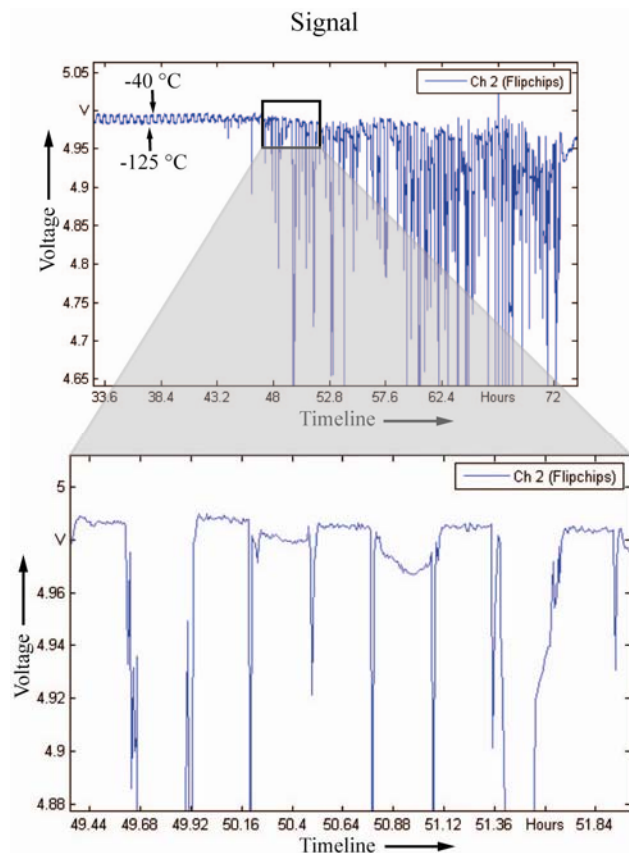 Signal
5.05
Ch 2 (Flipchips)
-40 °C
V
4.95
-125 °C
4.9
4.85
4.8
4.75
4.7
4.65
Voltage
33.6 38.4 43.2 48 52.8 57.6 62.4 Hours 72
Timeline
Ch 2 (Flipchips)
5
V
4.96
4.94
4.92
4.9
4.88
Voltage
49.44 49.68 49.92 50.16 50.4 50.64 50.88 51.12 51.36 Hours 51.84
Timeline